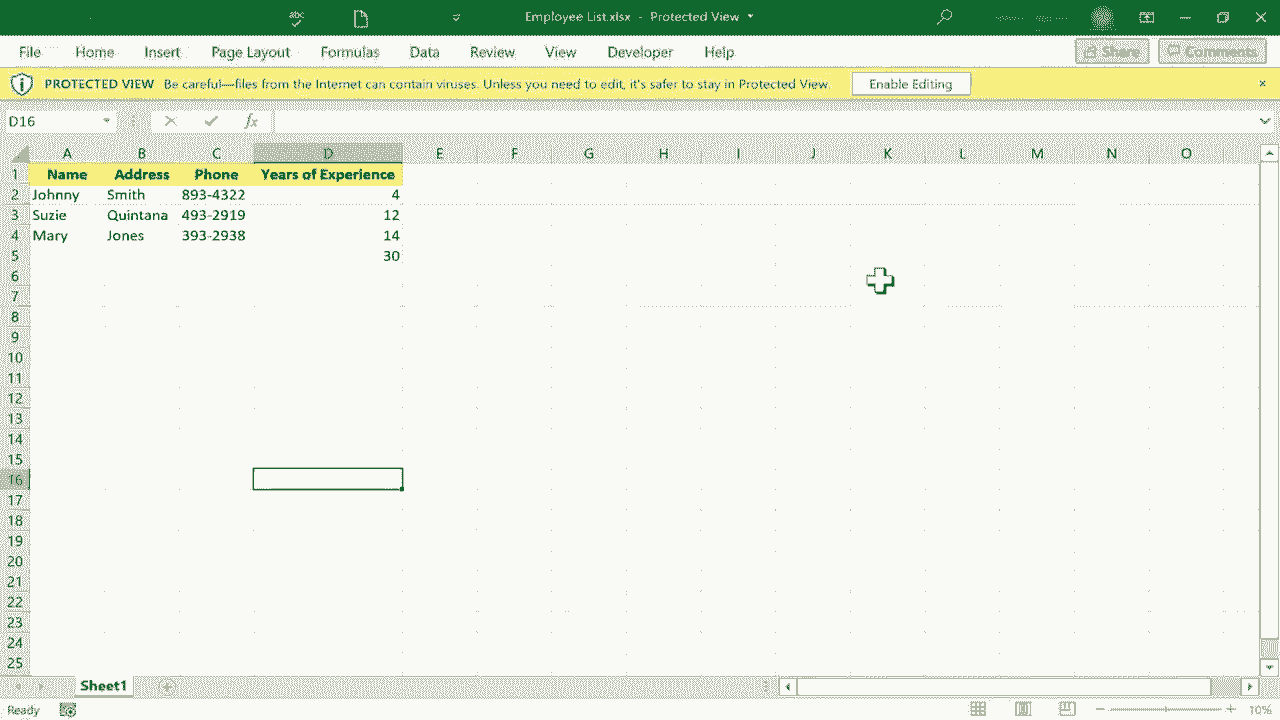 Employee List.xlsx - Protected View
File Home Insert Page Layout Formulas Data Review View Developer Help Share Comments
PROTECTED VIEW Be careful—files from the Internet can contain viruses. Unless you need to edit, it's safer to stay in Protected View. Enable Editing
D16 fx
A B C D E F G H I J K L M N O
1 Name Address Phone Years of Experience
2 Johnny Smith 893-4322 4
3 Suzie Quintana 493-2919 12
4 Mary Jones 393-2938 14
5 30
6
7
8
9
10
11
12
13
14
15
16
17
18
19
20
21
22
23
24
25
Sheet1
Ready 10%